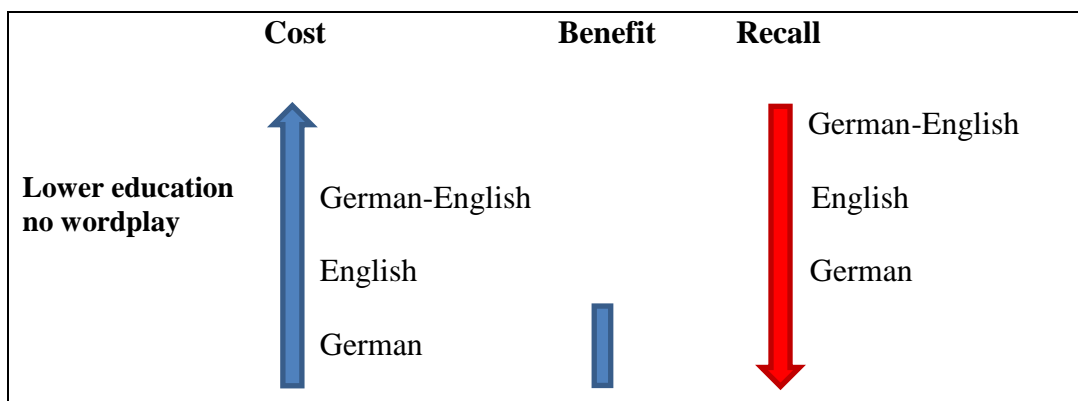 Cost Benefit Recall
German-English
Lower education
no wordplay
German-English
English
English
German
German